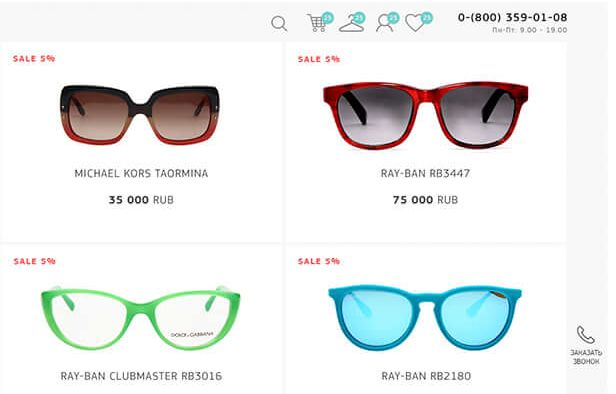 25 25 25 25 0-(800) 359-01-08
Пн-Пт: 9.00 - 19.00
SALE 5%
SALE 5%
MICHAEL KORS TAORMINA
RAY-BAN RB3447
35 000 RUB
75 000 RUB
SALE 5%
SALE 5%
DOLCE&GABBANA
RAY-BAN CLUBMASTER RB3016
RAY-BAN RB2180
ЗАКАЗАТЬ
ЗВОНОК